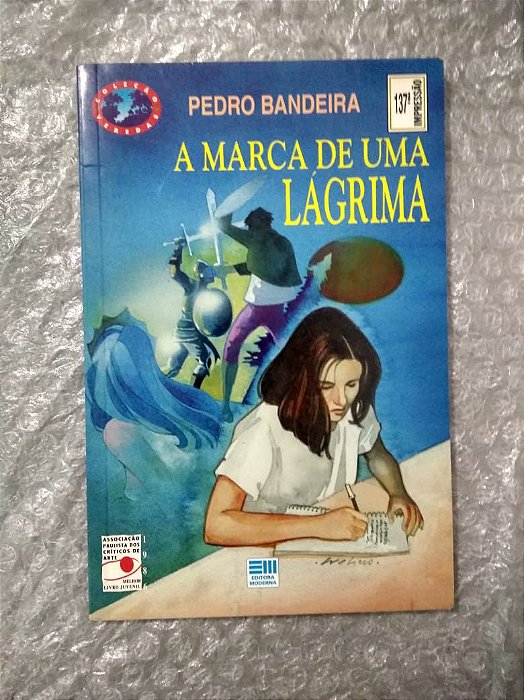 COLEÇÃO
VEREDAS
PEDRO BANDEIRA
137ª
IMPRESSÃO
A MARCA DE UMA
LÁGRIMA
ASSOCIAÇÃO
PAULISTA DOS
CRÍTICOS DE
ARTE
MELHOR
LIVRO JUVENIL
EDITORA
MODERNA